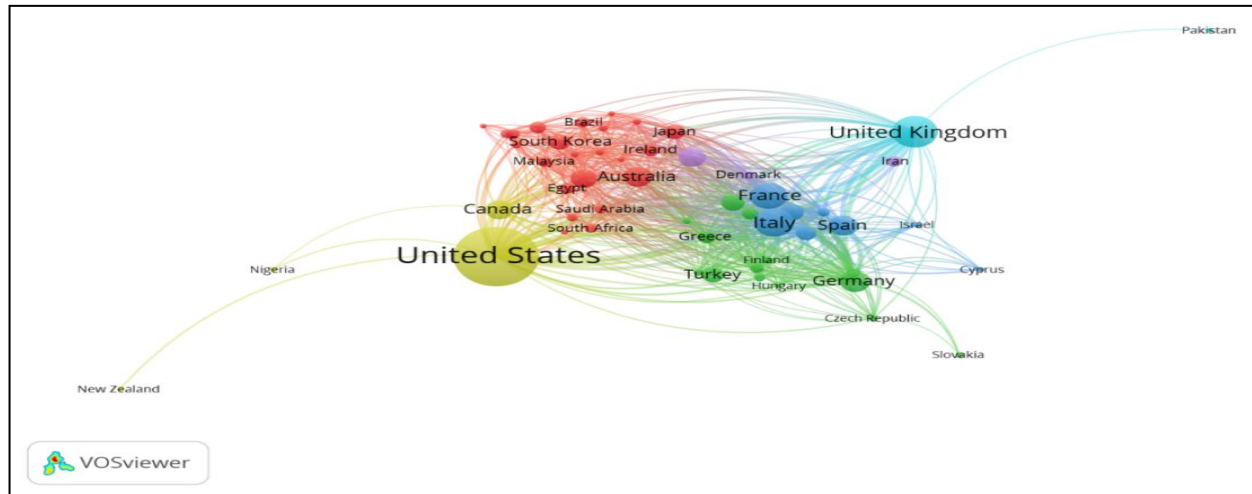 Pakistan
Brazil
Japan
United Kingdom
South Korea
Ireland
Malaysia
Iran
Australia
Denmark
Egypt
France
Canada
Saudi Arabia
Italy
Spain
Israel
South Africa
Greece
United States
Finland
Nigeria
Cyprus
Turkey
Germany
Hungary
Czech Republic
Slovakia
New Zealand
VOSviewer